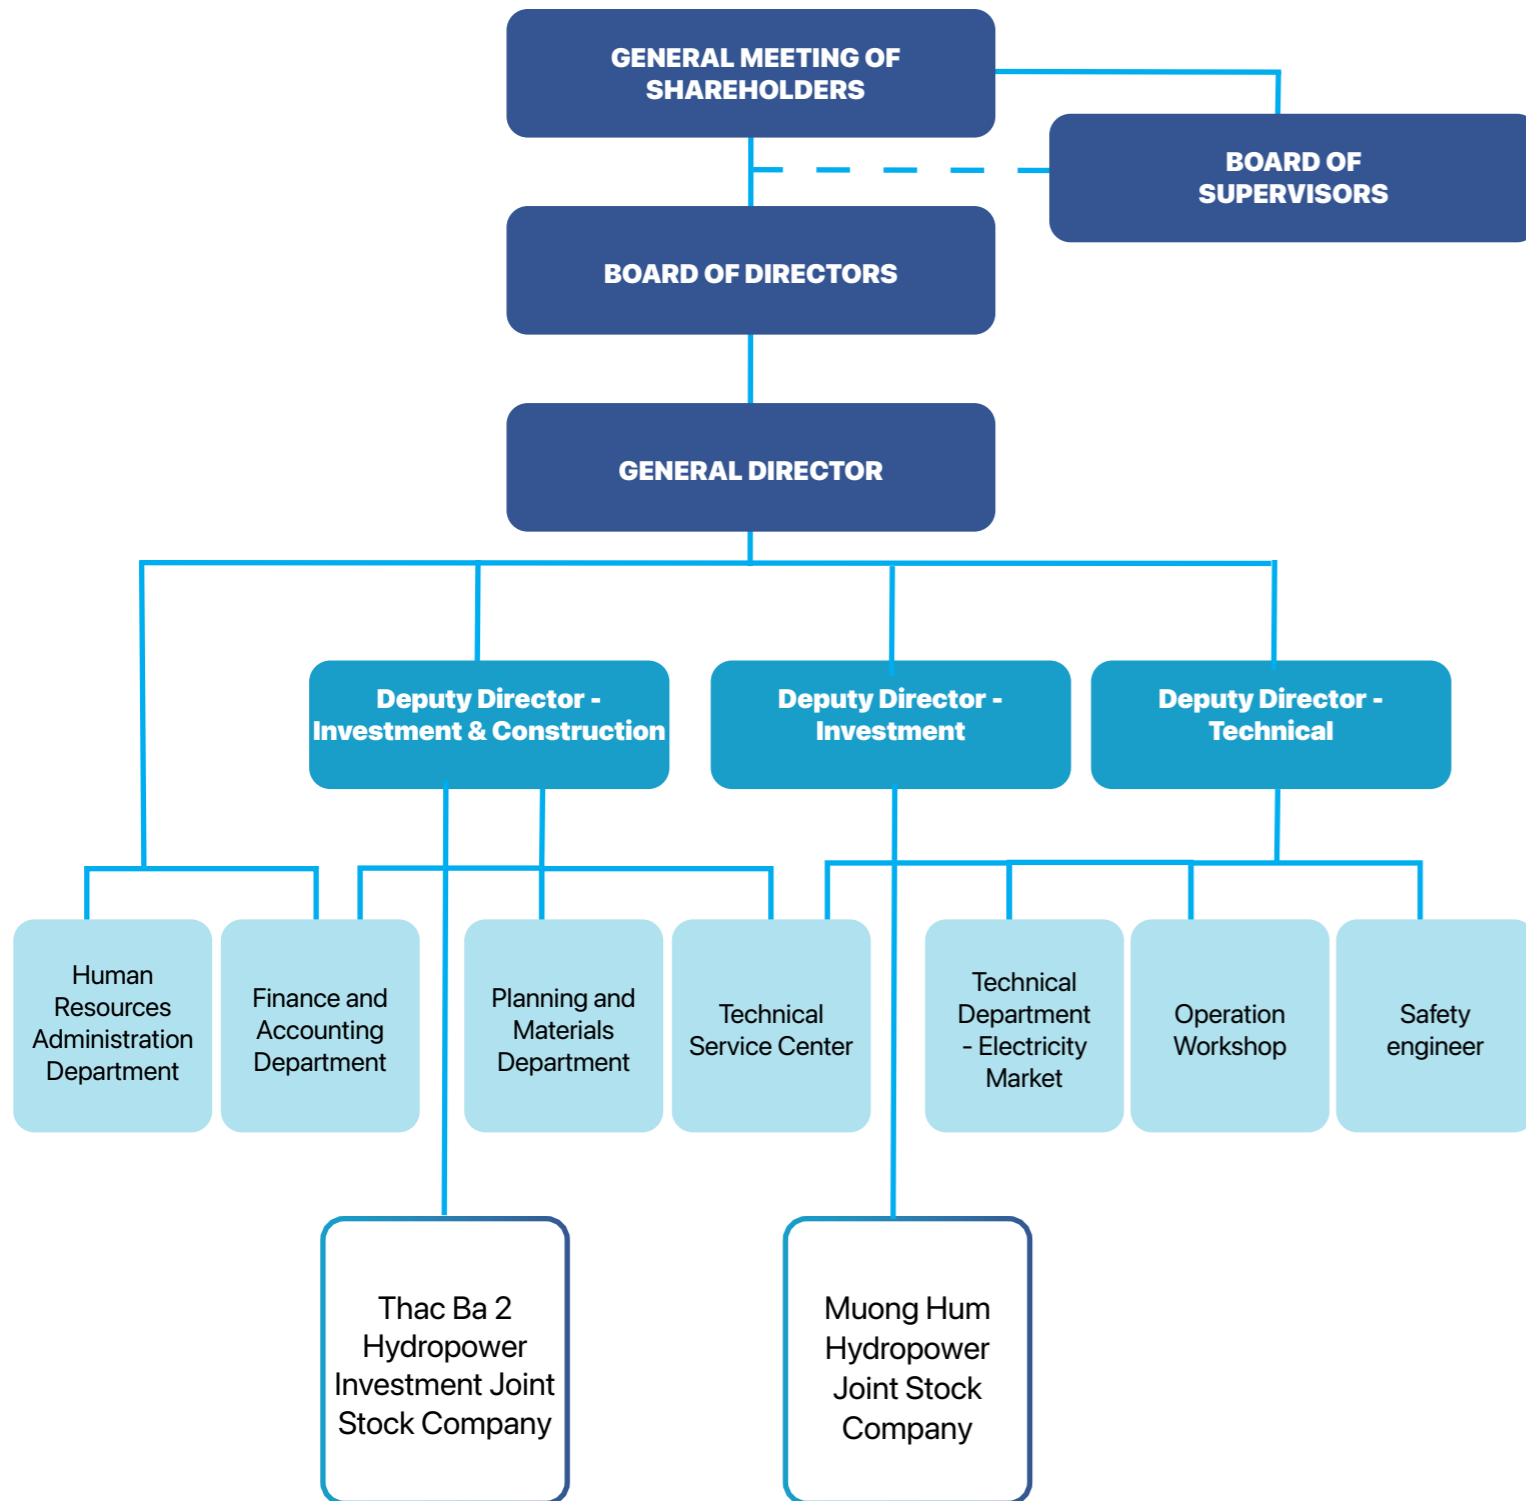 GENERAL MEETING OF
SHAREHOLDERS
BOARD OF
SUPERVISORS
BOARD OF DIRECTORS
GENERAL DIRECTOR
Deputy Director -
Investment & Construction
Deputy Director -
Investment
Deputy Director -
Technical
Human
Resources
Administration
Department
Finance and
Accounting
Department
Planning and
Materials
Department
Technical
Service Center
Technical
Department
- Electricity
Market
Operation
Workshop
Safety
engineer
Thac Ba 2
Hydropower
Investment Joint
Stock Company
Muong Hum
Hydropower
Joint Stock
Company